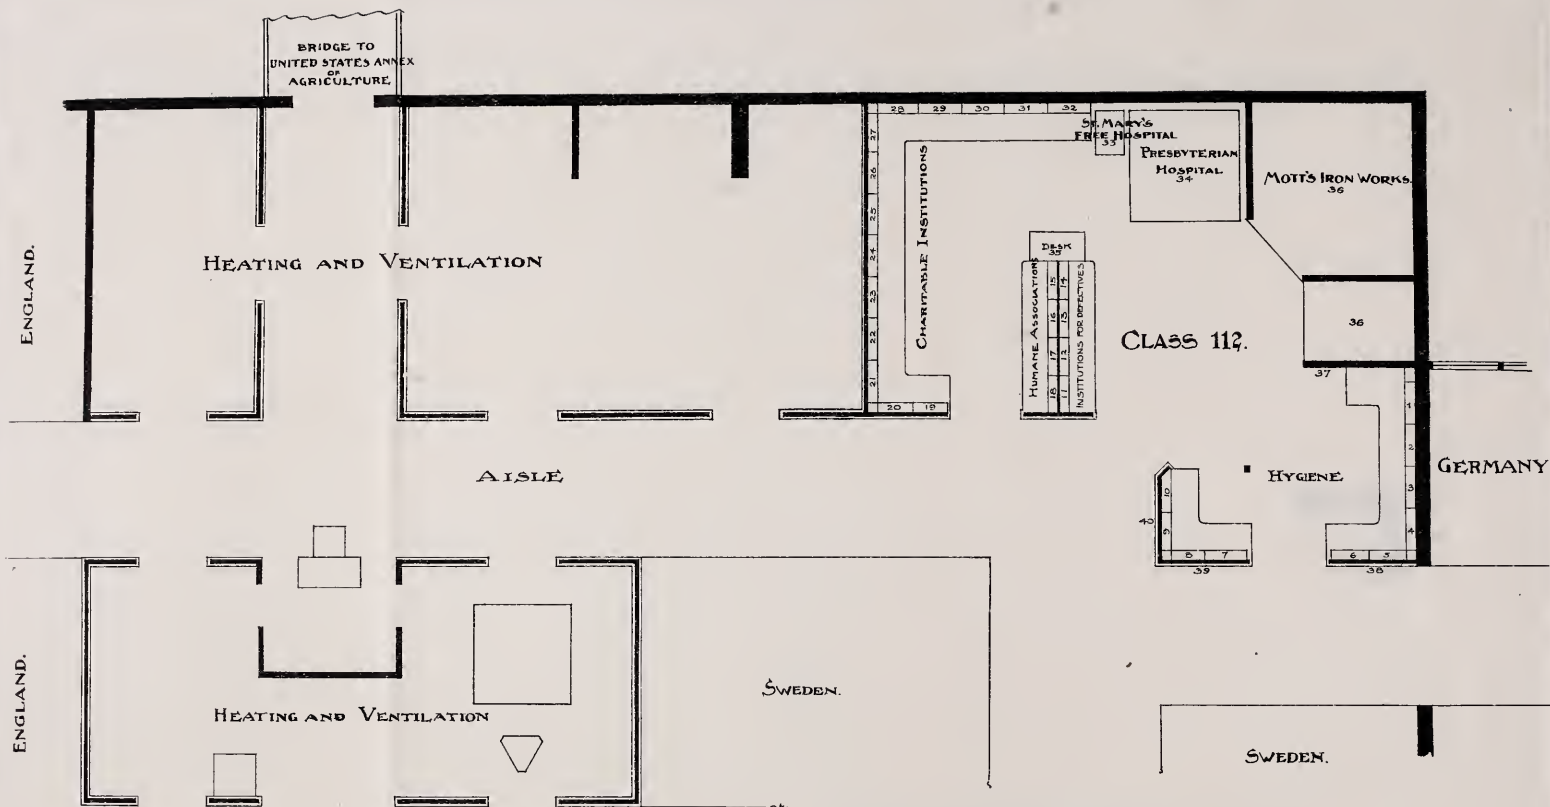 BRIDGE TO
UNITED STATES ANNEX
OF
AGRICULTURE
28 29 30 31 32
ST. MARY'S
FREE HOSPITAL
33
PRESBYTERIAN
HOSPITAL
34
MOTT'S IRON WORKS.
36
ENGLAND.
HEATING AND VENTILATION
27
26
25
24
23
22
21
20 19
CHARITABLE INSTITUTIONS
DESK
35
HUMANE ASSOCIATIONS
15 14
16 13
17 12
18 11
INSTITUTIONS FOR DEFECTIVES
CLASS 112.
36
37
AISLE
HYGIENE
1
2
3
4
GERMANY
10
40
9
8 7
39
6 5
38
ENGLAND.
HEATING AND VENTILATION
SWEDEN.
SWEDEN.